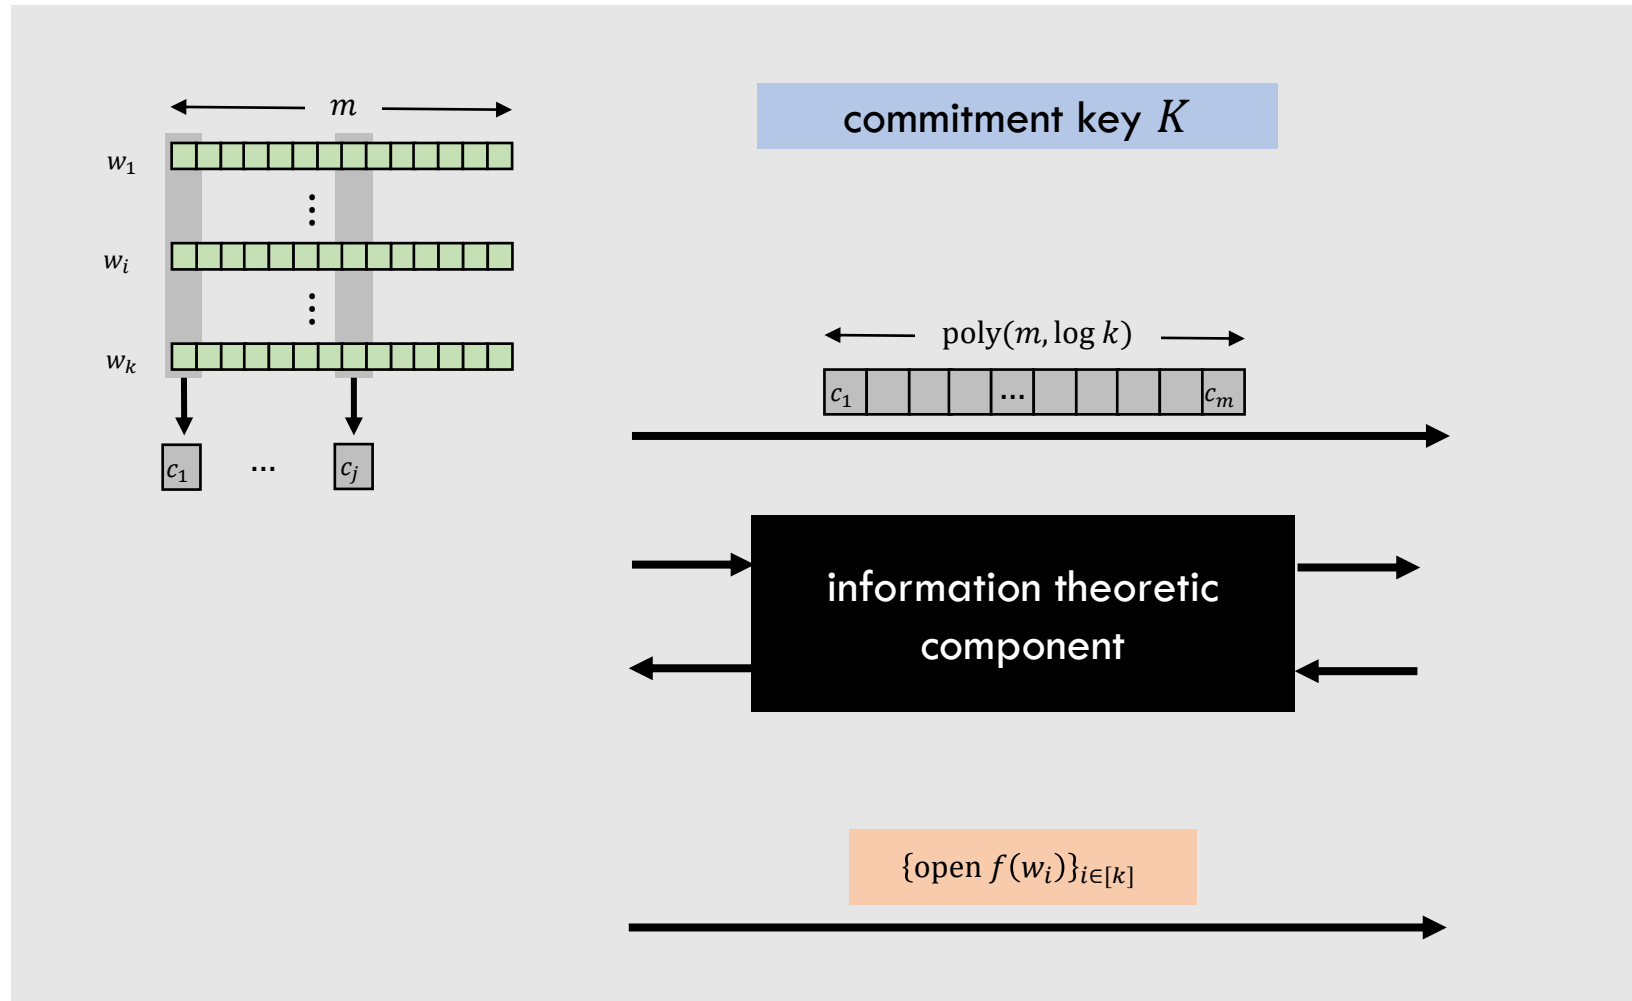 m
w₁
⋮
wᵢ
⋮
wₖ
c₁ ... cⱼ
commitment key K
poly(m, log k)
c₁ ... cₘ
information theoretic
component
{open f(wᵢ)}ᵢ∈[ₖ]